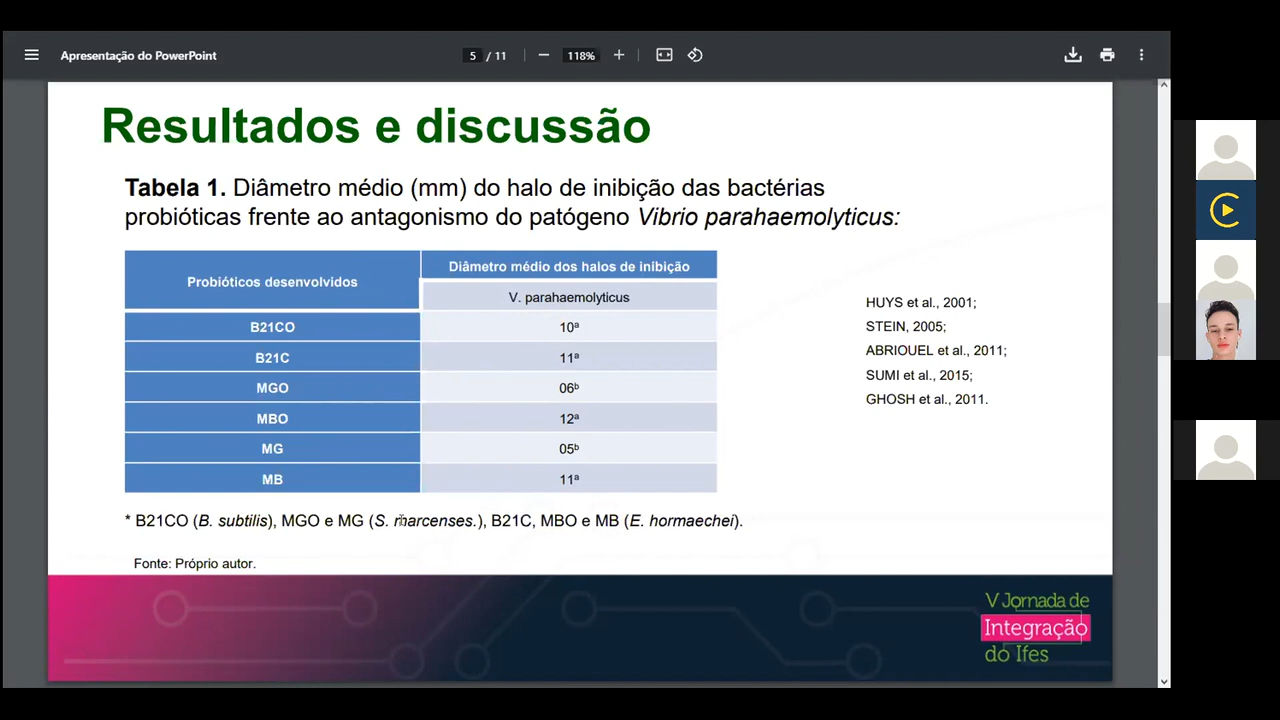 Apresentação do PowerPoint
5 / 11
118%
Resultados e discussão
Tabela 1. Diâmetro médio (mm) do halo de inibição das bactérias
probióticas frente ao antagonismo do patógeno Vibrio parahaemolyticus:
Probióticos desenvolvidos
Diâmetro médio dos halos de inibição
V. parahaemolyticus
B21CO 10ª
B21C 11ª
MGO 06ᵇ
MBO 12ª
MG 05ᵇ
MB 11ª
HUYS et al., 2001;
STEIN, 2005;
ABRIOUEL et al., 2011;
SUMI et al., 2015;
GHOSH et al., 2011.
* B21CO (B. subtilis), MGO e MG (S. marcenses.), B21C, MBO e MB (E. hormaechei).
Fonte: Próprio autor.
V Jornada de
Integração
do Ifes